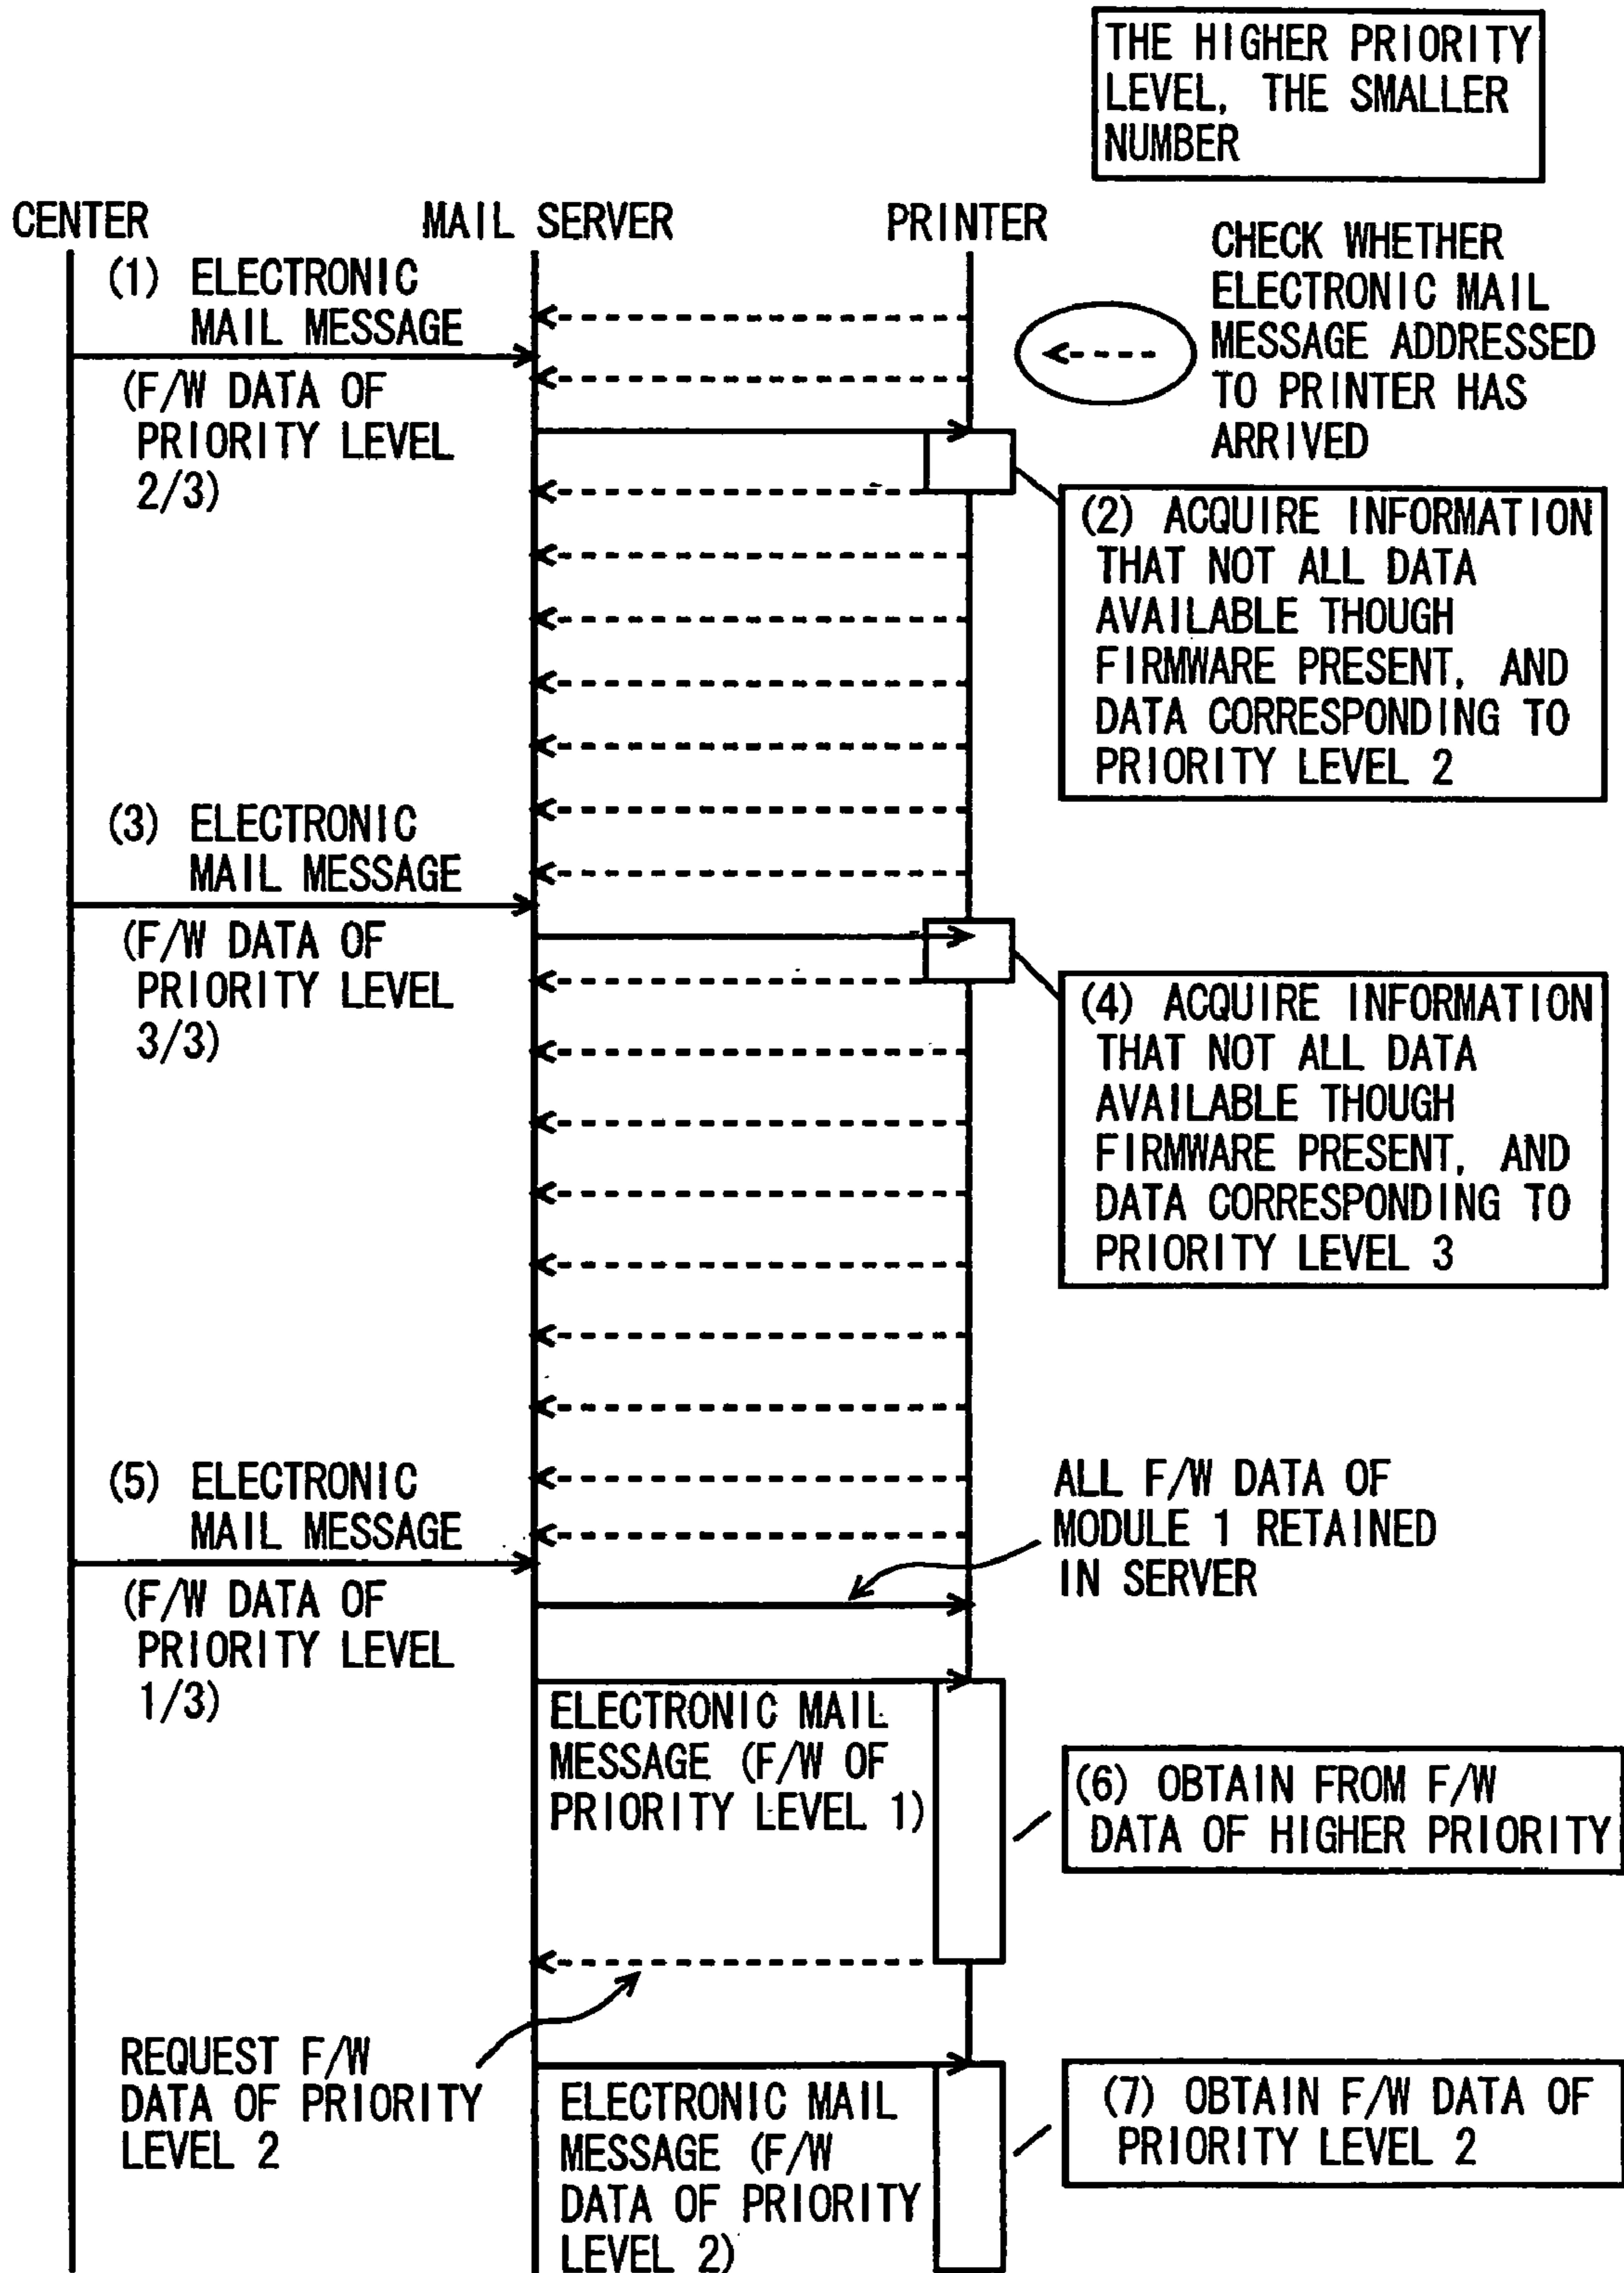 THE HIGHER PRIORITY
LEVEL, THE SMALLER
NUMBER
CENTER
MAIL SERVER
PRINTER
CHECK WHETHER
ELECTRONIC MAIL
MESSAGE ADDRESSED
TO PRINTER HAS
ARRIVED
(1) ELECTRONIC
MAIL MESSAGE
(F/W DATA OF
PRIORITY LEVEL
2/3)
(2) ACQUIRE INFORMATION
THAT NOT ALL DATA
AVAILABLE THOUGH
FIRMWARE PRESENT, AND
DATA CORRESPONDING TO
PRIORITY LEVEL 2
(3) ELECTRONIC
MAIL MESSAGE
(F/W DATA OF
PRIORITY LEVEL
3/3)
(4) ACQUIRE INFORMATION
THAT NOT ALL DATA
AVAILABLE THOUGH
FIRMWARE PRESENT, AND
DATA CORRESPONDING TO
PRIORITY LEVEL 3
(5) ELECTRONIC
MAIL MESSAGE
(F/W DATA OF
PRIORITY LEVEL
1/3)
ALL F/W DATA OF
MODULE 1 RETAINED
IN SERVER
ELECTRONIC MAIL
MESSAGE (F/W OF
PRIORITY LEVEL 1)
(6) OBTAIN FROM F/W
DATA OF HIGHER PRIORITY
REQUEST F/W
DATA OF PRIORITY
LEVEL 2
ELECTRONIC MAIL
MESSAGE (F/W
DATA OF PRIORITY
LEVEL 2)
(7) OBTAIN F/W DATA OF
PRIORITY LEVEL 2